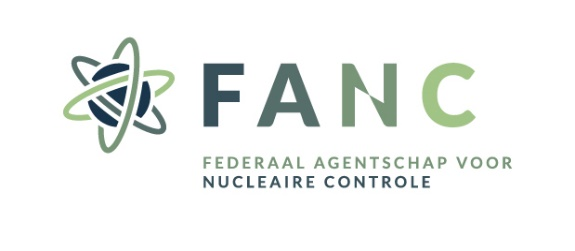 FANC
FEDERAAL AGENTSCHAP VOOR
NUCLEAIRE CONTROLE